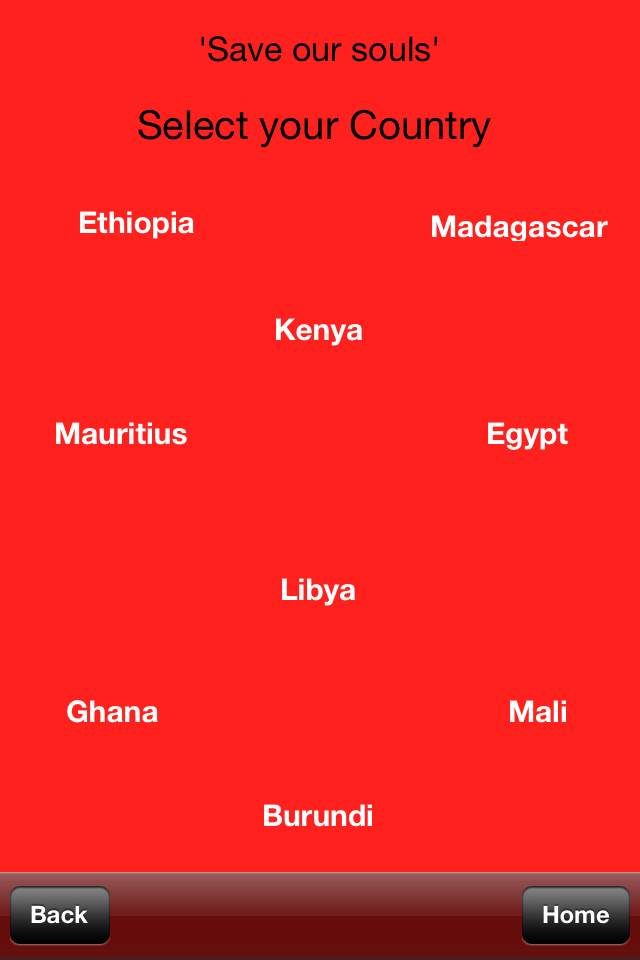 'Save our souls'
Select your Country
Ethiopia
Madagascar
Kenya
Mauritius
Egypt
Libya
Ghana
Mali
Burundi
Back
Home